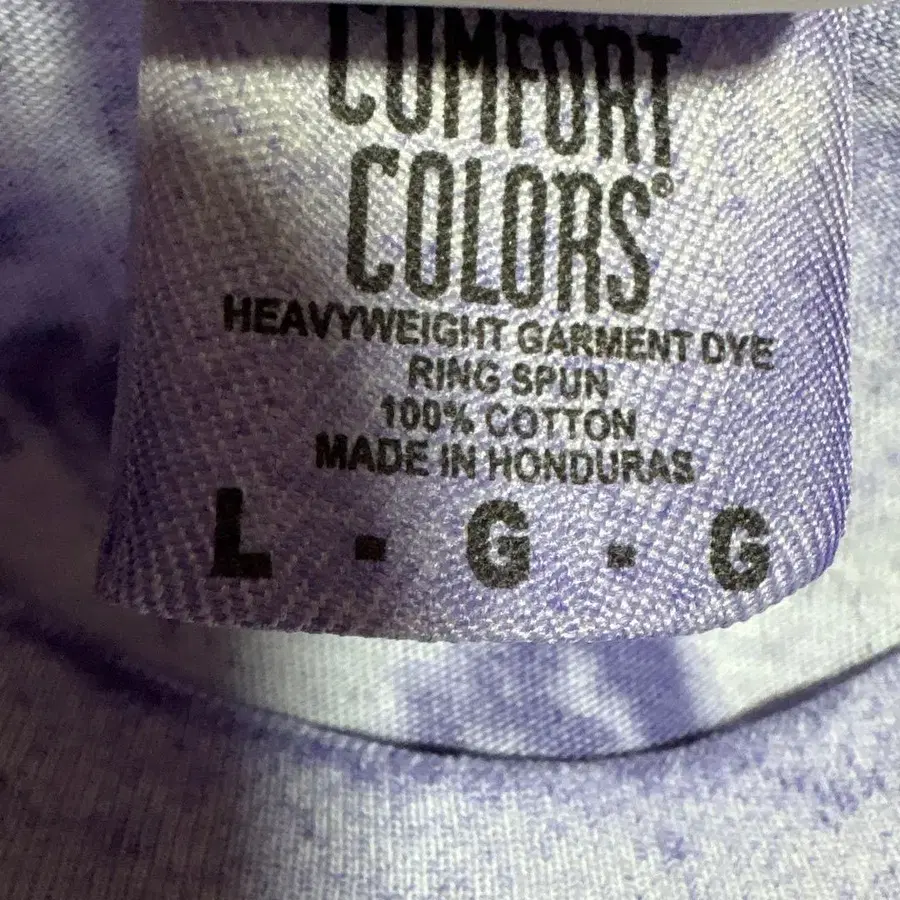 COMFORT
COLORS®
HEAVYWEIGHT GARMENT DYE
RING SPUN
100% COTTON
MADE IN HONDURAS
L - G - G